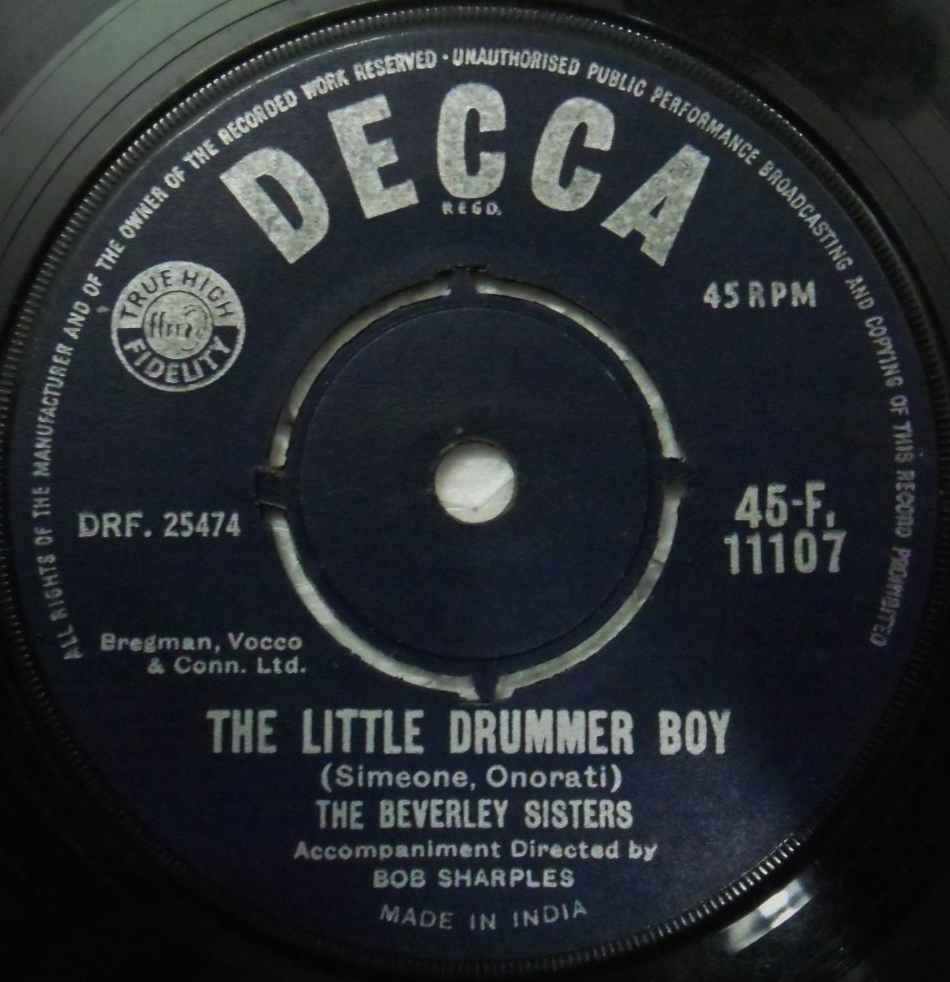 ALL RIGHTS OF THE MANUFACTURER AND OF THE OWNER OF THE RECORDED WORK RESERVED · UNAUTHORISED PUBLIC PERFORMANCE BROADCASTING AND COPYING OF THIS RECORD PROHIBITED
DECCA
REGD.
TRUE HIGH
ffrr
FIDELITY
45 RPM
DRF. 25474
45-F.
11107
Bregman, Vocco
& Conn. Ltd.
THE LITTLE DRUMMER BOY
(Simeone, Onorati)
THE BEVERLEY SISTERS
Accompaniment Directed by
BOB SHARPLES
MADE IN INDIA